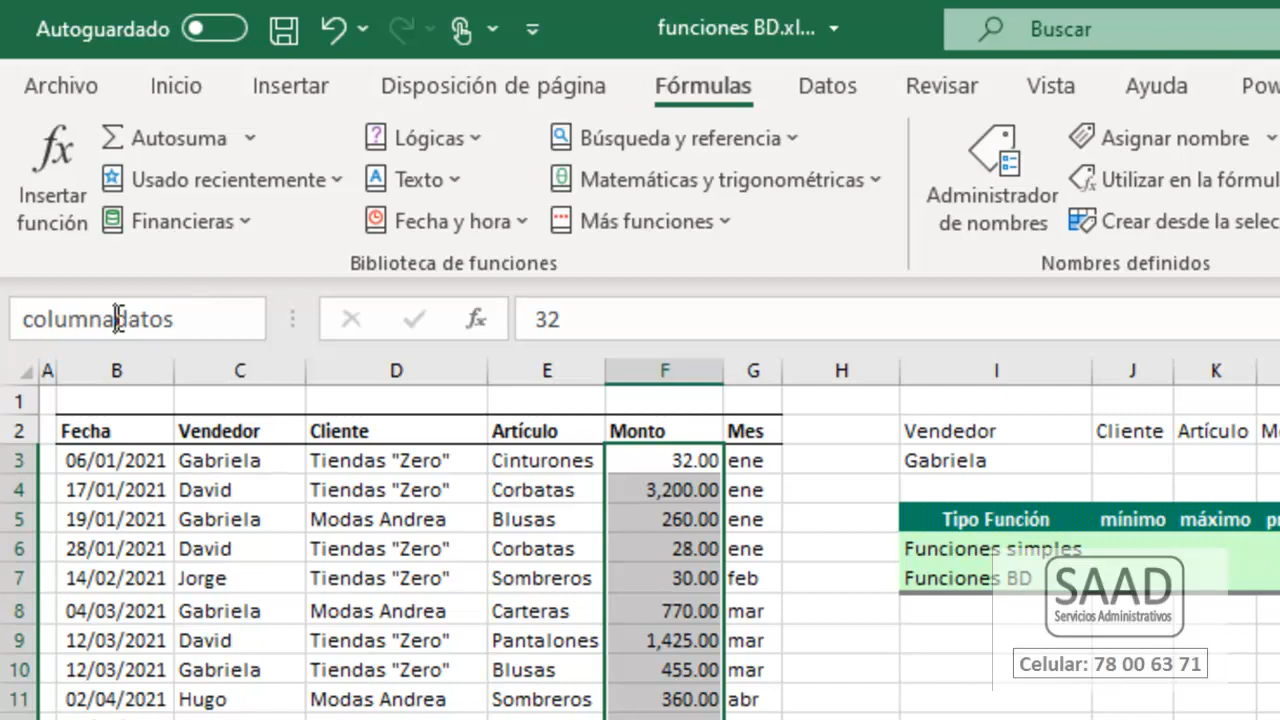 Autoguardado funciones BD.xl... Buscar
Archivo Inicio Insertar Disposición de página Fórmulas Datos Revisar Vista Ayuda Pow
Insertar función
Autosuma
Usado recientemente
Financieras
Lógicas
Texto
Fecha y hora
Búsqueda y referencia
Matemáticas y trigonométricas
Más funciones
Biblioteca de funciones
Administrador de nombres
Asignar nombre
Utilizar en la fórmul
Crear desde la selec
Nombres definidos
columnadatos fx 32
A B C D E F G H I J K
1
2 Fecha Vendedor Cliente Artículo Monto Mes Vendedor Cliente Artículo Mo
3 06/01/2021 Gabriela Tiendas "Zero" Cinturones 32.00 ene Gabriela
4 17/01/2021 David Tiendas "Zero" Corbatas 3,200.00 ene
5 19/01/2021 Gabriela Modas Andrea Blusas 260.00 ene Tipo Función mínimo máximo pr
6 28/01/2021 David Tiendas "Zero" Corbatas 28.00 ene Funciones simples
7 14/02/2021 Jorge Tiendas "Zero" Sombreros 30.00 feb Funciones BD
8 04/03/2021 Gabriela Modas Andrea Carteras 770.00 mar
9 12/03/2021 David Tiendas "Zero" Pantalones 1,425.00 mar
10 12/03/2021 Gabriela Tiendas "Zero" Blusas 455.00 mar
11 02/04/2021 Hugo Modas Andrea Sombreros 360.00 abr
SAAD
Servicios Administrativos
Celular: 78 00 63 71